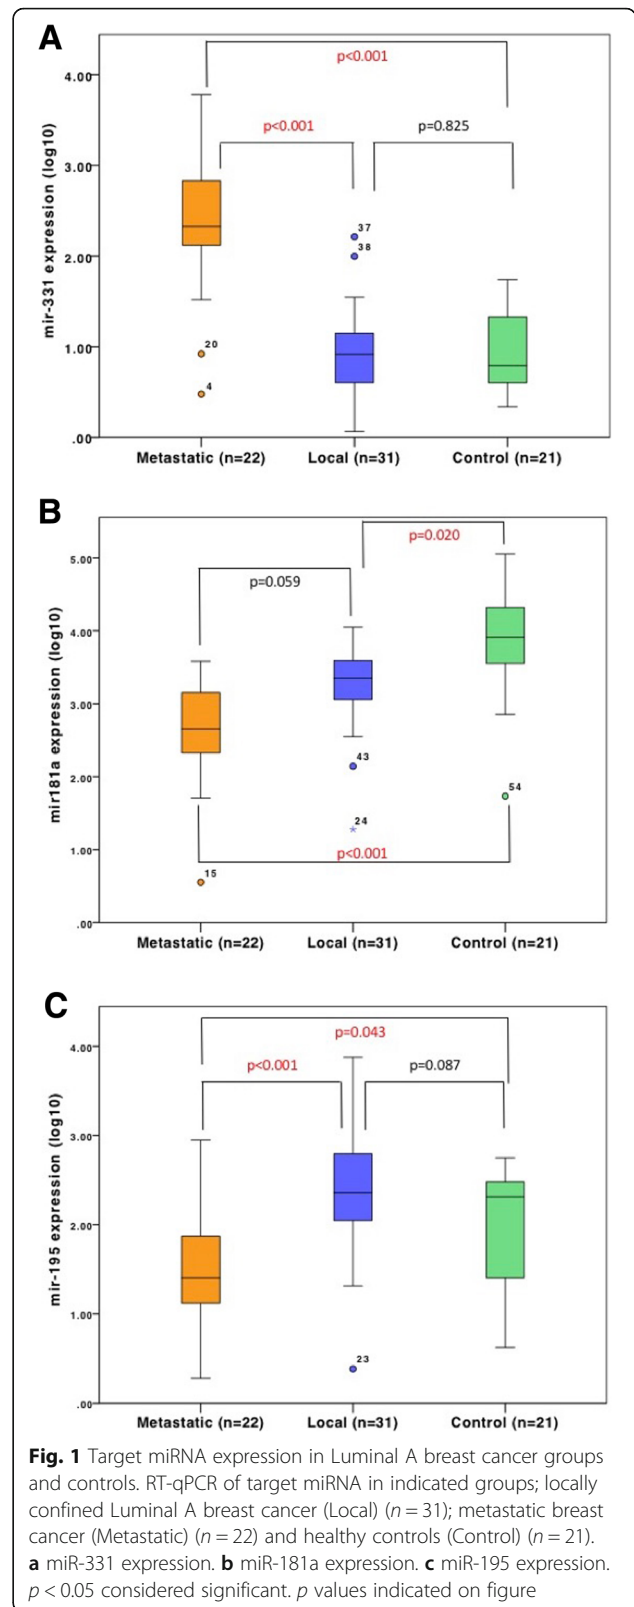 A
p<0.001
4.00
p<0.001
p=0.825
3.00
37
38
2.00
20
1.00
4
.00
mir-331 expression (log10)
Metastatic (n=22) Local (n=31) Control (n=21)
B
p=0.020
5.00
p=0.059
4.00
3.00
43
2.00
54
24
1.00
p<0.001
15
.00
mir181a expression (log10)
Metastatic (n=22) Local (n=31) Control (n=21)
C
p=0.043
4.00
p<0.001
p=0.087
3.00
2.00
1.00
23
.00
mir-195 expression (log10)
Metastatic (n=22) Local (n=31) Control (n=21)
Fig. 1 Target miRNA expression in Luminal A breast cancer groups
and controls. RT-qPCR of target miRNA in indicated groups; locally
confined Luminal A breast cancer (Local) (n = 31); metastatic breast
cancer (Metastatic) (n = 22) and healthy controls (Control) (n = 21).
a miR-331 expression. b miR-181a expression. c miR-195 expression.
p < 0.05 considered significant. p values indicated on figure